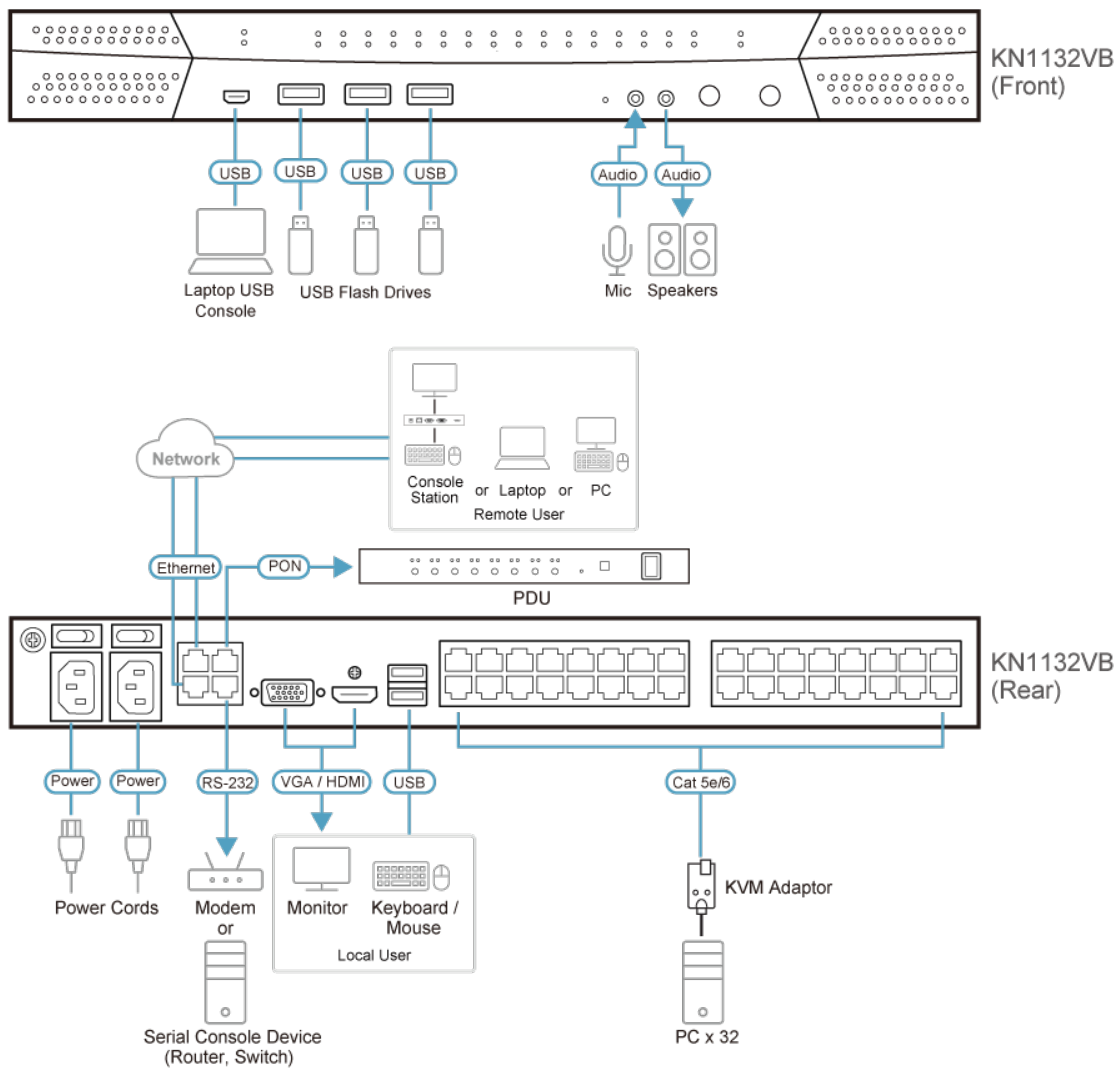 KN1132VB
(Front)
USB
USB
USB
USB
Audio
Audio
Laptop USB
Console
USB Flash Drives
Mic
Speakers
Network
Console
Station
or
Laptop
or
PC
Remote User
Ethernet
PON
PDU
KN1132VB
(Rear)
Power
Power
RS-232
VGA / HDMI
USB
Cat 5e/6
KVM Adaptor
Power Cords
Modem
or
Monitor
Keyboard /
Mouse
Local User
Serial Console Device
(Router, Switch)
PC x 32